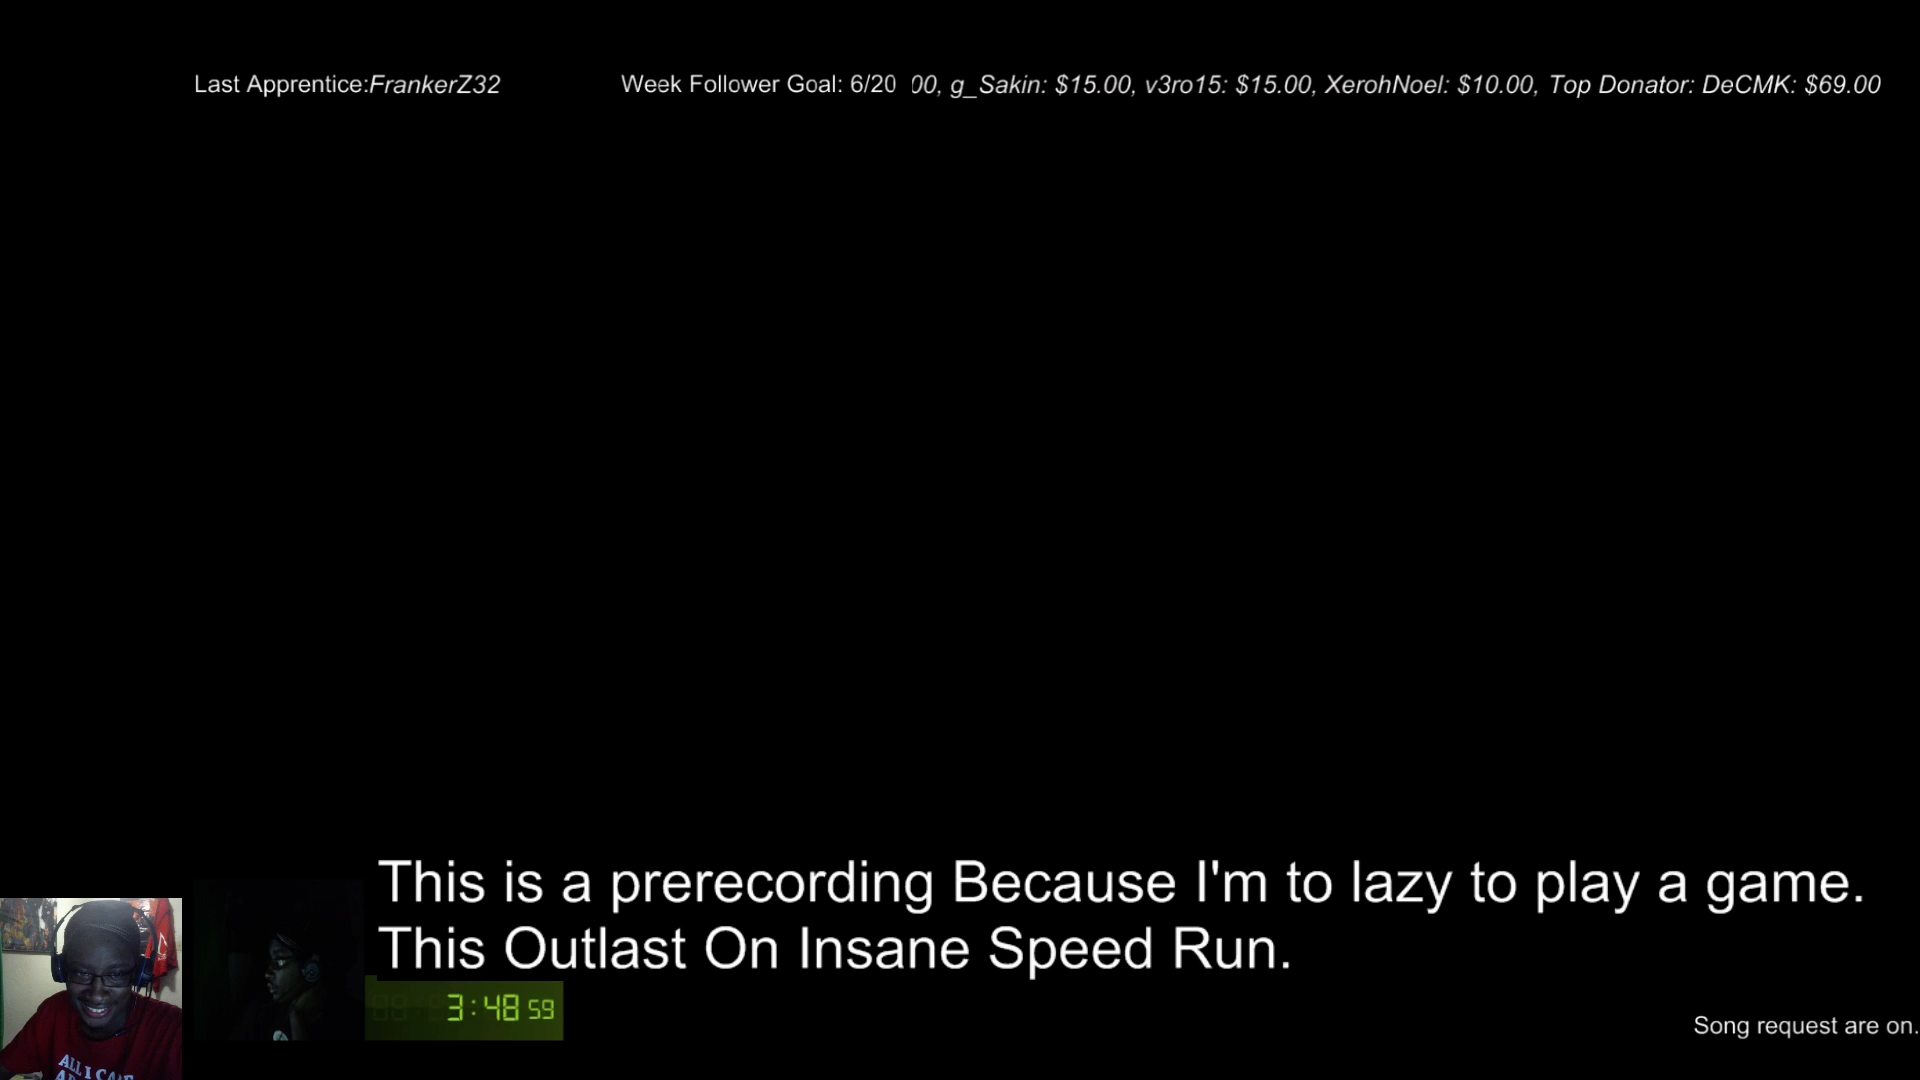 Last Apprentice:FrankerZ32
Week Follower Goal: 6/20
00, g_Sakin: $15.00, v3ro15: $15.00, XerohNoel: $10.00, Top Donator: DeCMK: $69.00
This is a prerecording Because I'm to lazy to play a game.
This Outlast On Insane Speed Run.
3:48 59
Song request are on.
ALL I